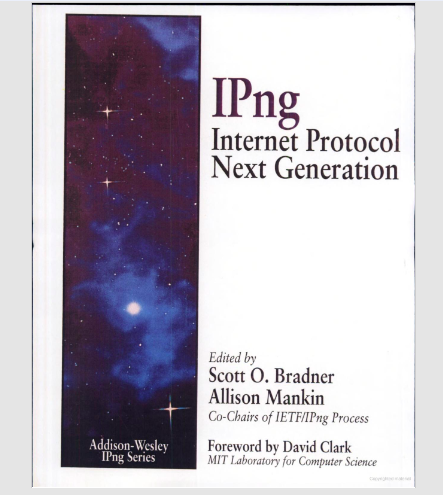 IPng
Internet Protocol
Next Generation
Edited by
Scott O. Bradner
Allison Mankin
Co-Chairs of IETF/IPng Process
Addison-Wesley
IPng Series
Foreword by David Clark
MIT Laboratory for Computer Science